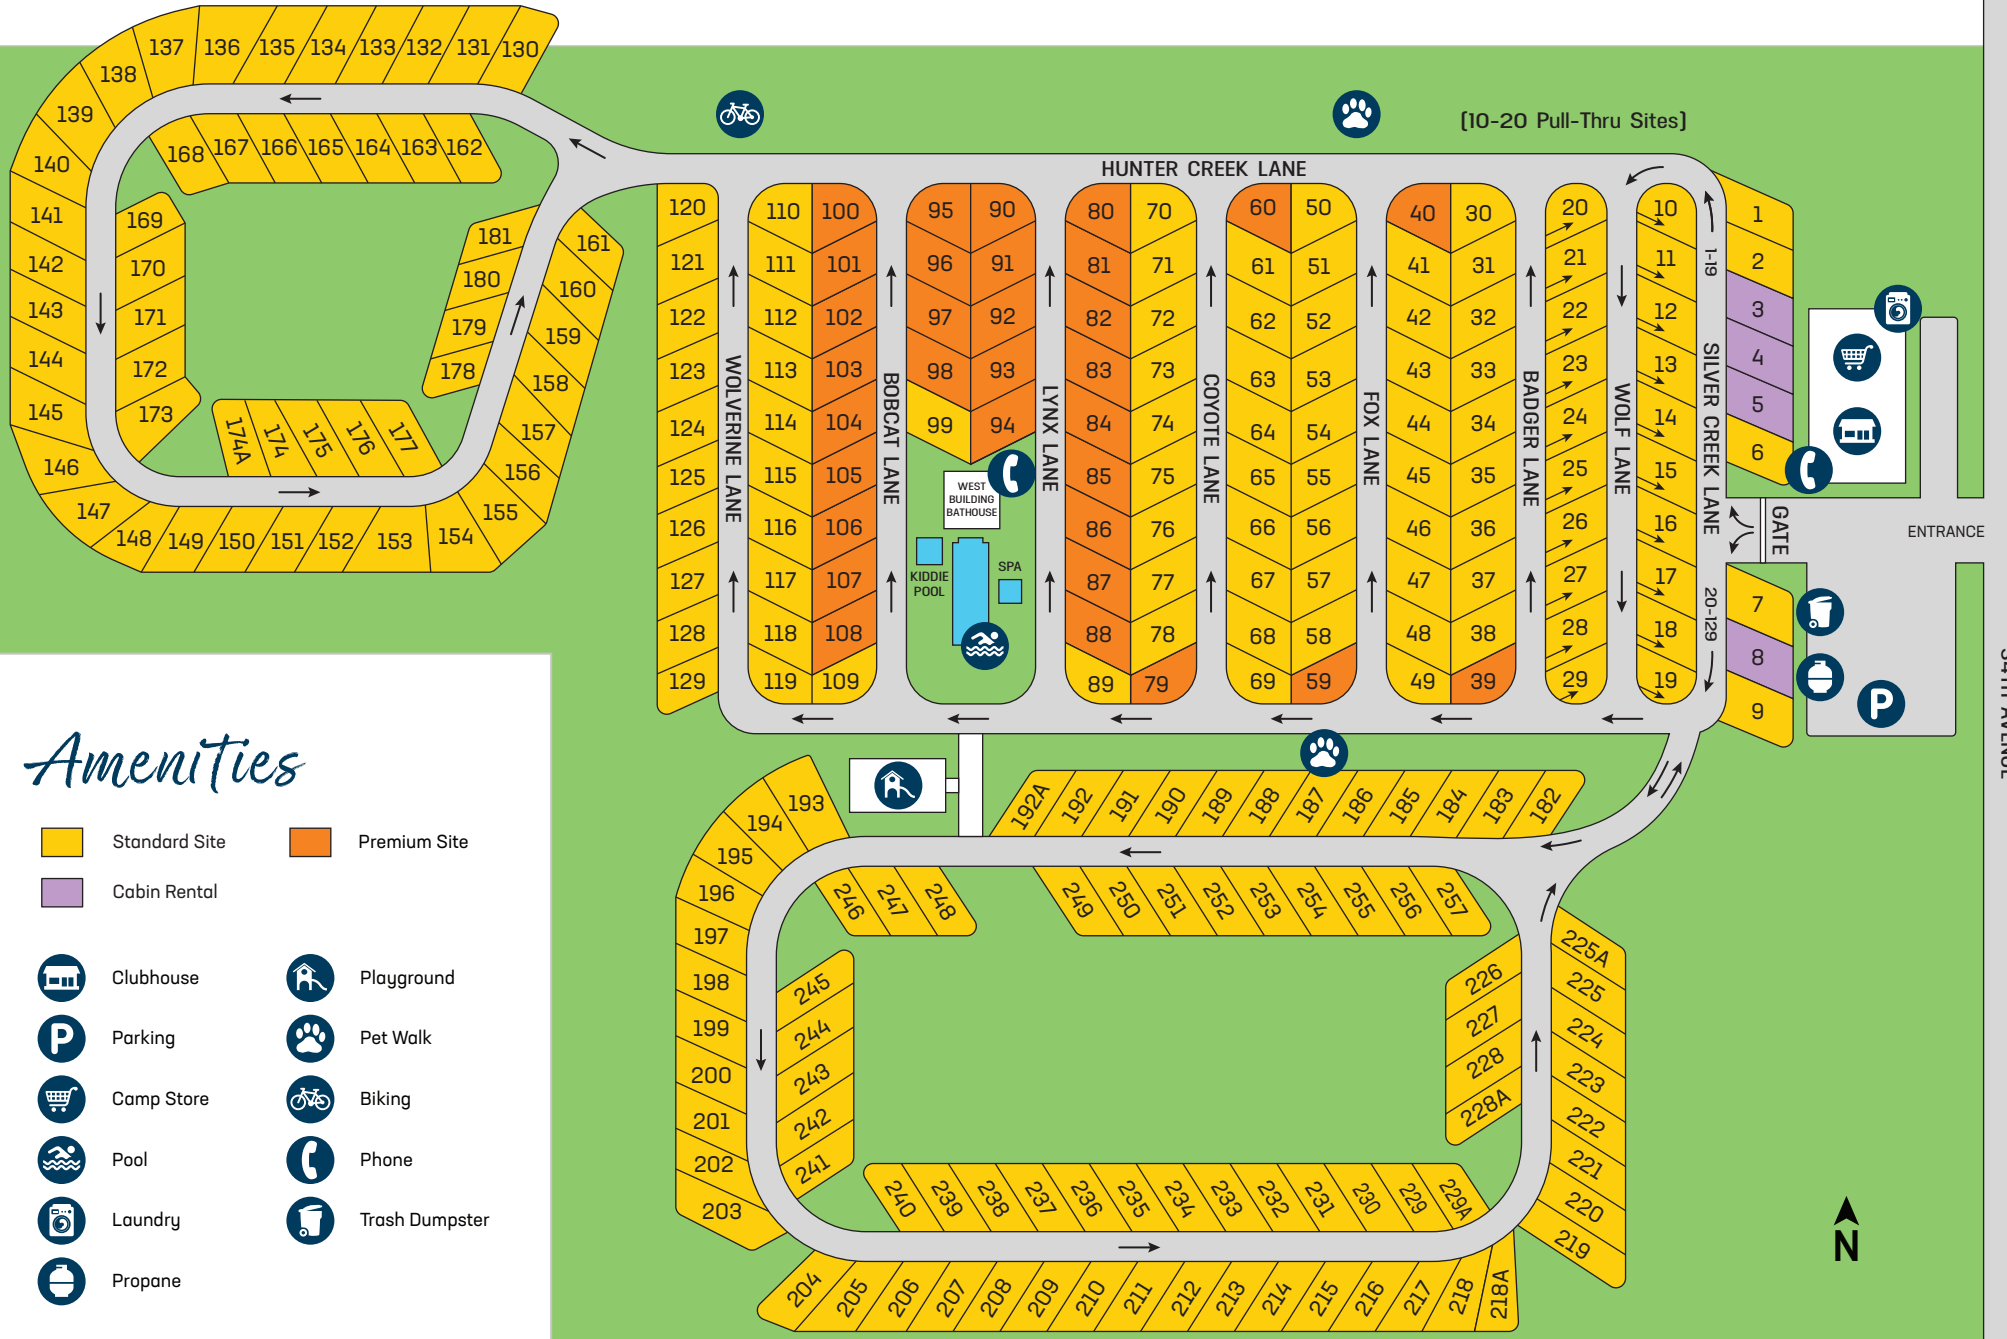 137 136 135 134 133 132 131 130
138
139
140
141
142
143
144
145
146
147
148 149 150 151 152 153 154
155
156
157
158
159
160
161
168 167 166 165 164 163 162
169
170
171
172
173
174A 174 175 176 177
181
180
179
178
[10-20 Pull-Thru Sites]
HUNTER CREEK LANE
120 110 100 95 90 80 70 60 50 40 30 20 10 1
121 111 101 96 91 81 71 61 51 41 31 21 11 2
122 112 102 97 92 82 72 62 52 42 32 22 12 3
123 113 103 98 93 83 73 63 53 43 33 23 13 4
124 114 104 99 94 84 74 64 54 44 34 24 14 5
125 115 105 85 75 65 55 45 35 25 15 6
126 116 106 86 76 66 56 46 36 26 16
127 117 107 87 77 67 57 47 37 27 17 7
128 118 108 88 78 68 58 48 38 28 18 8
129 119 109 89 79 69 59 49 39 29 19 9
WOLVERINE LANE
BOBCAT LANE
LYNX LANE
COYOTE LANE
FOX LANE
BADGER LANE
WOLF LANE
1-19
SILVER CREEK LANE
20-129
GATE
ENTRANCE
34TH AVENUE
WEST
BUILDING
BATHOUSE
KIDDIE
POOL
SPA
P
193
194
195
196
197
198
199
200
201
202
203
192A 192 191 190 189 188 187 186 185 184 183 182
246 247 248
249 250 251 252 253 254 255 256 257
245
244
243
242
241
226
227
228
228A
225A
225
224
223
222
221
220
219
240 239 238 237 236 235 234 233 232 231 230 229 229A
204 205 206 207 208 209 210 211 212 213 214 215 216 217 218 218A
N
Amenities
Standard Site
Premium Site
Cabin Rental
Clubhouse
Playground
P Parking
Pet Walk
Camp Store
Biking
Pool
Phone
Laundry
Trash Dumpster
Propane